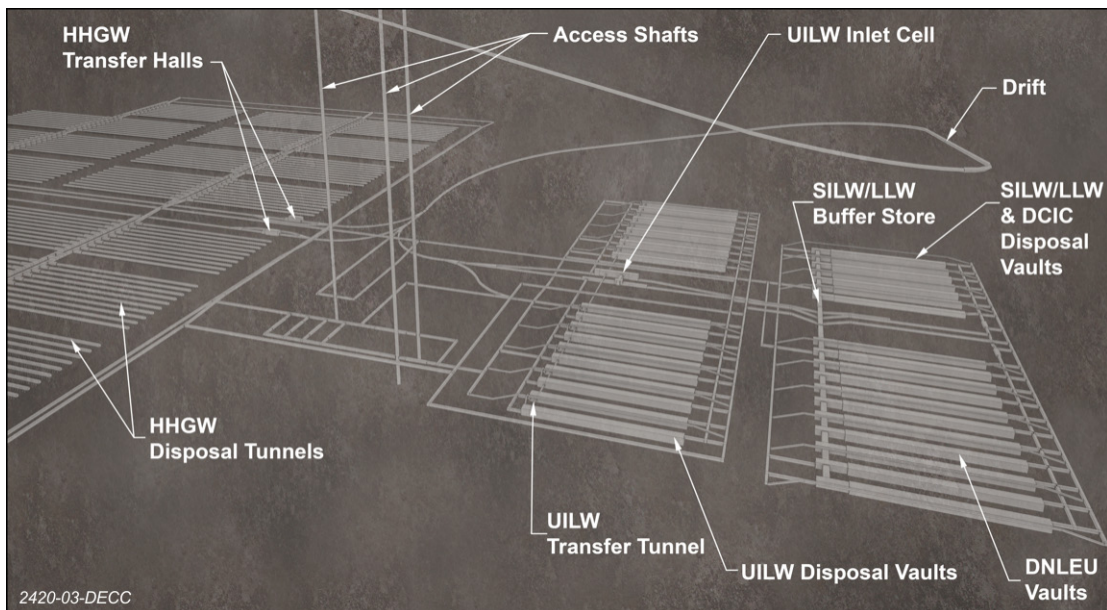 HHGW
Transfer Halls
Access Shafts
UILW Inlet Cell
Drift
SILW/LLW
Buffer Store
SILW/LLW
& DCIC
Disposal
Vaults
HHGW
Disposal Tunnels
UILW
Transfer Tunnel
UILW Disposal Vaults
DNLEU
Vaults
2420-03-DECC